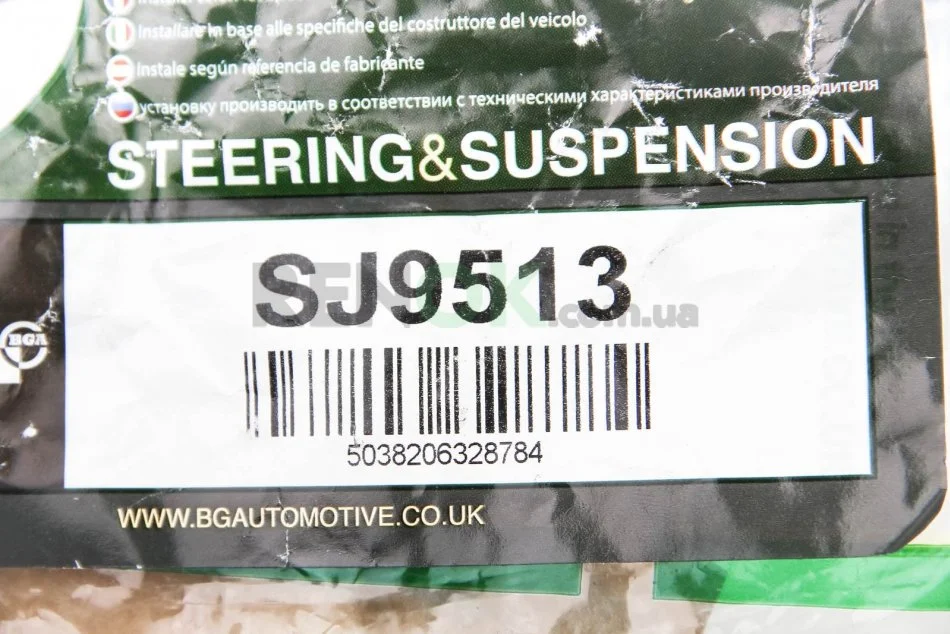 Installare in base alle specifiche del costruttore del veicolo
Instale según referencia de fabricante
установку производить в соответствии с техническими характеристиками производителя
STEERING&SUSPENSION
SJ9513
.com.ua
BGA
5038206328784
WWW.BGAUTOMOTIVE.CO.UK